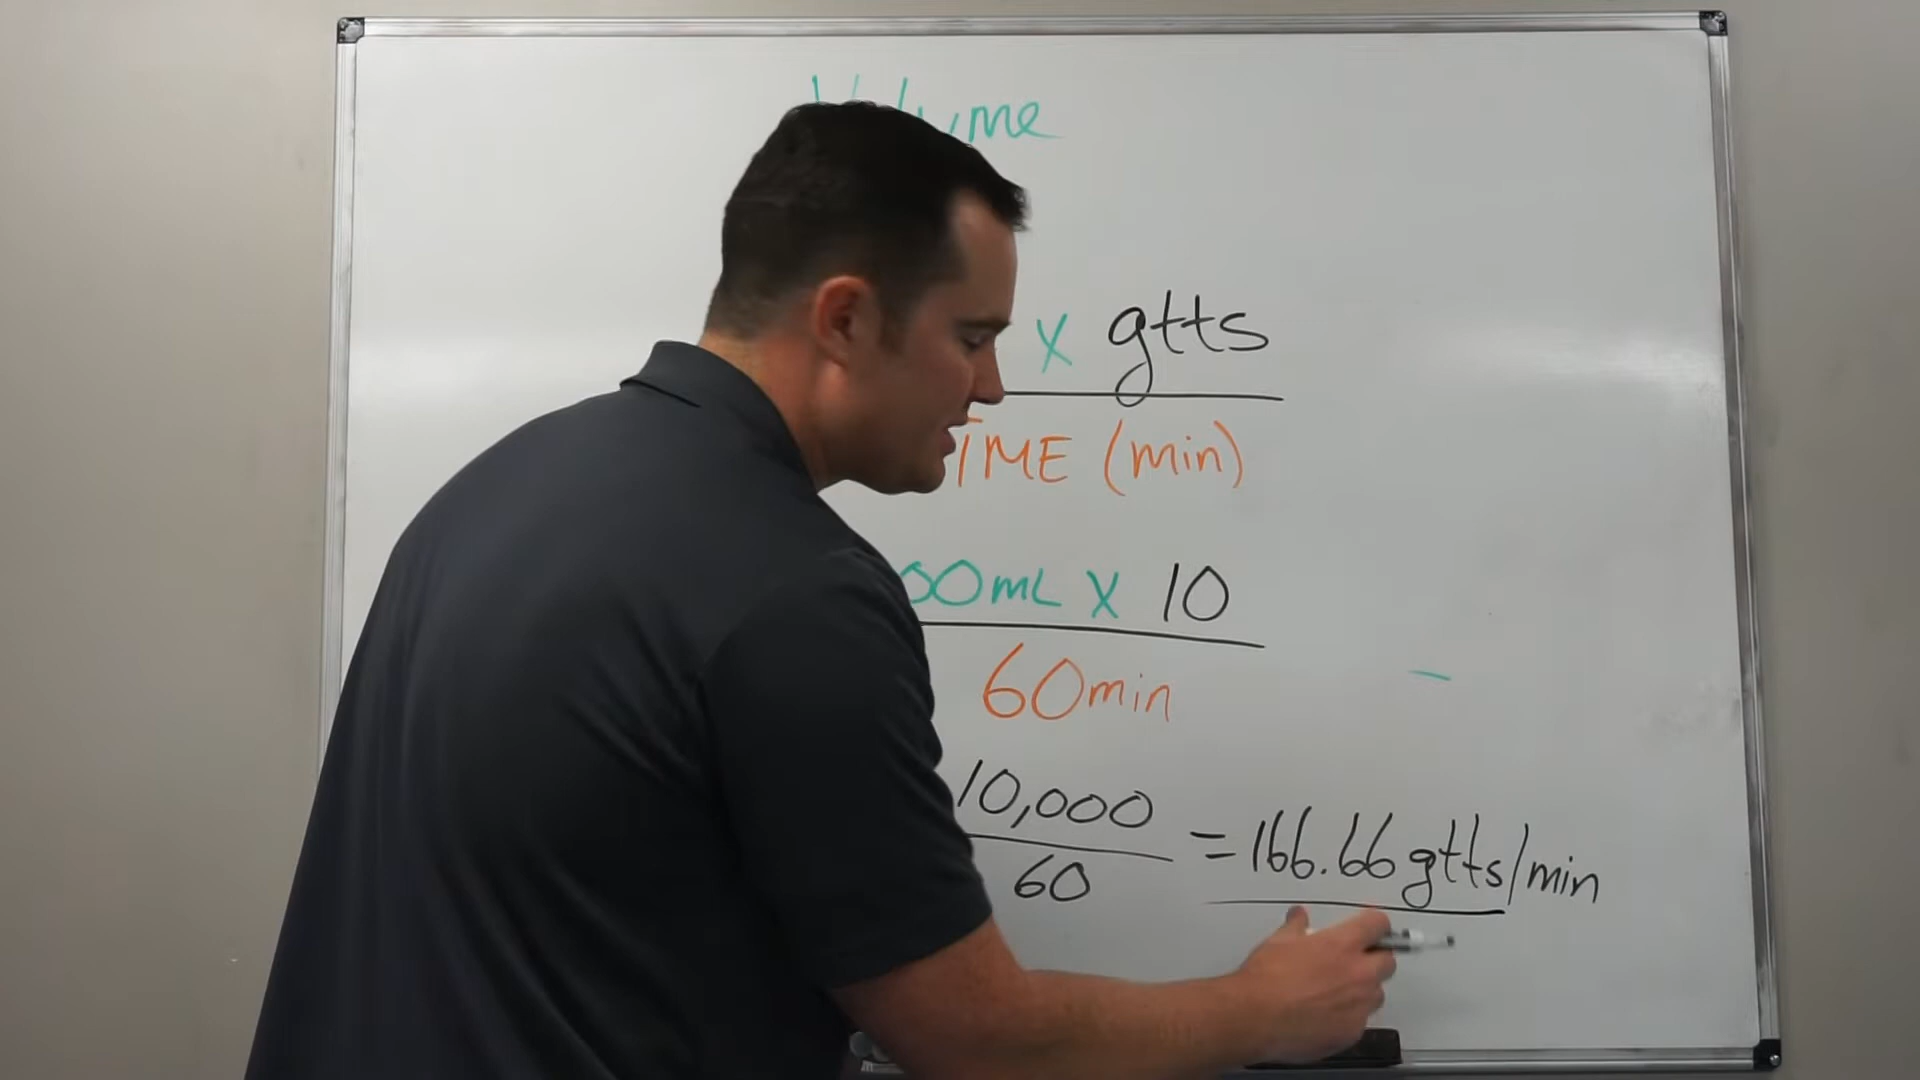 Volume
x gtts
TIME (min)
00mL x 10
60min
10,000
60
= 166.66 gtts/min